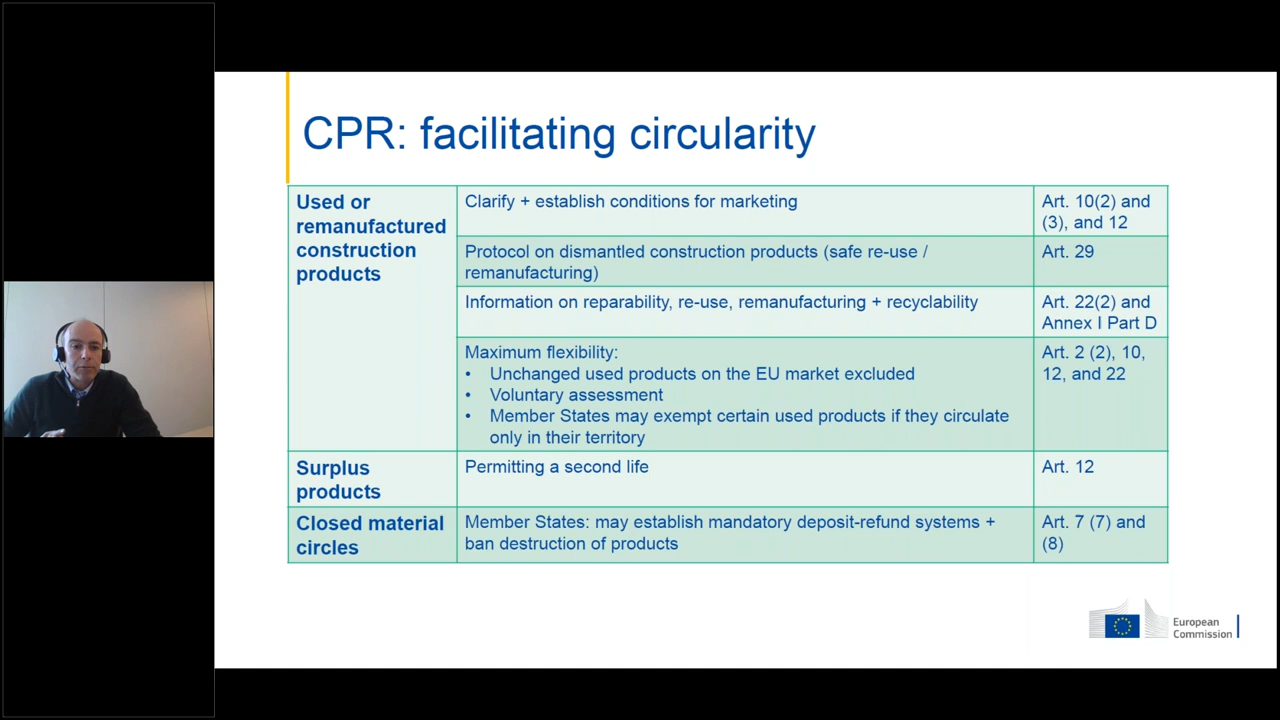 CPR: facilitating circularity
Used or
remanufactured
construction
products
Clarify + establish conditions for marketing
Art. 10(2) and
(3), and 12
Protocol on dismantled construction products (safe re-use /
remanufacturing)
Art. 29
Information on reparability, re-use, remanufacturing + recyclability
Art. 22(2) and
Annex I Part D
Maximum flexibility:
• Unchanged used products on the EU market excluded
• Voluntary assessment
• Member States may exempt certain used products if they circulate
only in their territory
Art. 2 (2), 10,
12, and 22
Surplus
products
Permitting a second life
Art. 12
Closed material
circles
Member States: may establish mandatory deposit-refund systems +
ban destruction of products
Art. 7 (7) and
(8)
European
Commission